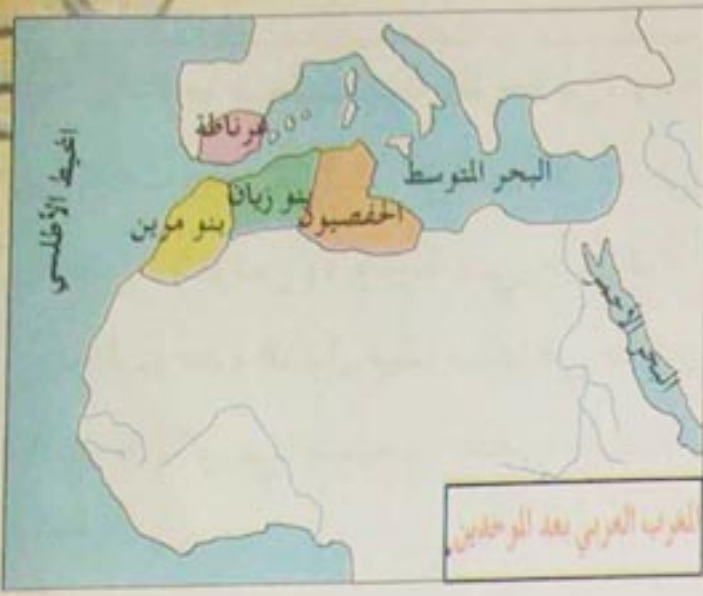 غرناطة
البحر المتوسط
المحيط الأطلسي
بنو زيان
الحفصيون
بنو مرين
البحر الأحمر
المغرب العربي بعد الموحدين